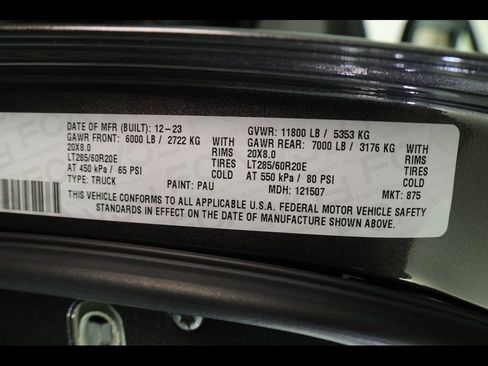 DATE OF MFR (BUILT): 12-23 GVWR: 11800 LB / 5353 KG
GAWR FRONT: 6000 LB / 2722 KG WITH GAWR REAR: 7000 LB / 3176 KG WITH
20X8.0 RIMS 20X8.0 RIMS
LT285/60R20E TIRES LT285/60R20E TIRES
AT 450 kPa / 65 PSI AT 550 kPa / 80 PSI
TYPE: TRUCK PAINT: PAU MDH: 121507 MKT: 875
THIS VEHICLE CONFORMS TO ALL APPLICABLE U.S.A. FEDERAL MOTOR VEHICLE SAFETY
STANDARDS IN EFFECT ON THE DATE OF MANUFACTURE SHOWN ABOVE.